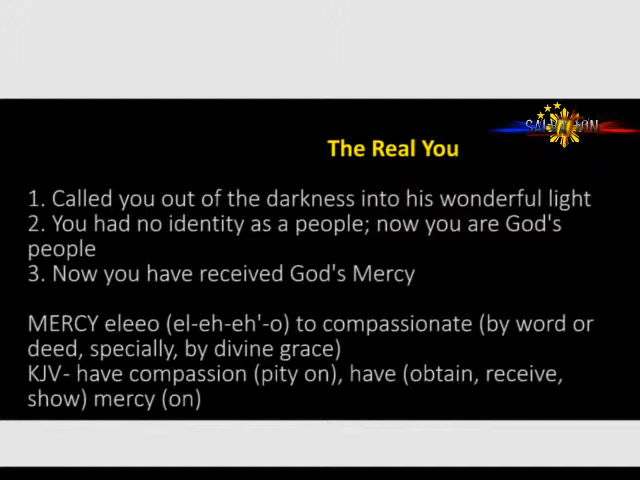 SALVATION
The Real You
1. Called you out of the darkness into his wonderful light
2. You had no identity as a people; now you are God's
people
3. Now you have received God's Mercy
MERCY eleeo (el-eh-eh'-o) to compassionate (by word or
deed, specially, by divine grace)
KJV- have compassion (pity on), have (obtain, receive,
show) mercy (on)